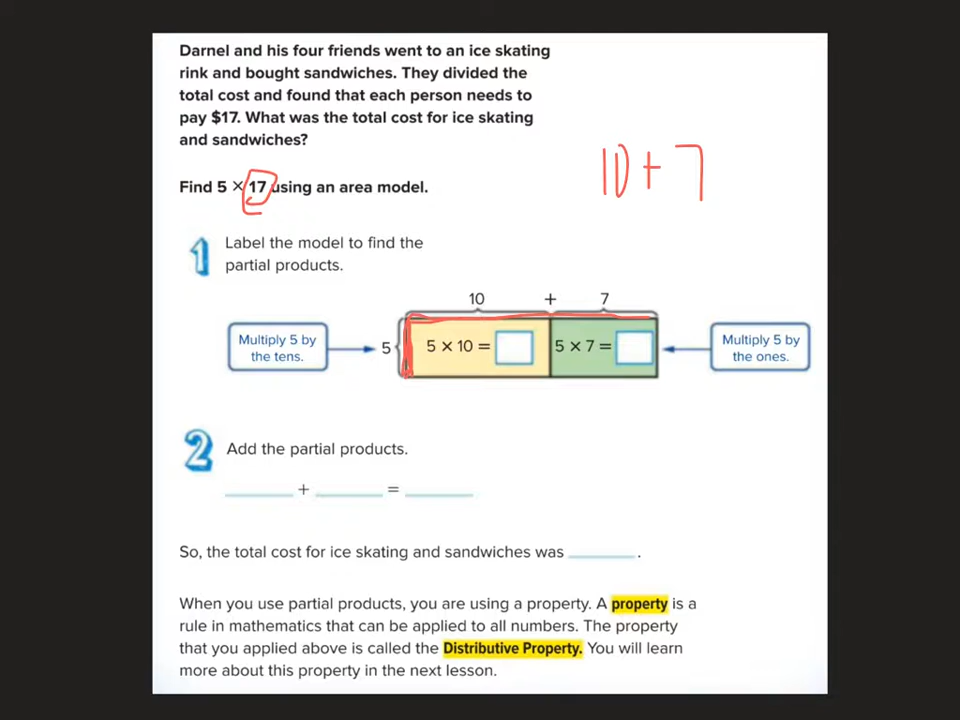 Darnel and his four friends went to an ice skating
rink and bought sandwiches. They divided the
total cost and found that each person needs to
pay $17. What was the total cost for ice skating
and sandwiches?
10 + 7
Find 5 × 17 using an area model.
1 Label the model to find the
partial products.
10 + 7
Multiply 5 by
the tens.
5
5 × 10 =
5 × 7 =
Multiply 5 by
the ones.
2 Add the partial products.
+ =
So, the total cost for ice skating and sandwiches was .
When you use partial products, you are using a property. A property is a
rule in mathematics that can be applied to all numbers. The property
that you applied above is called the Distributive Property. You will learn
more about this property in the next lesson.